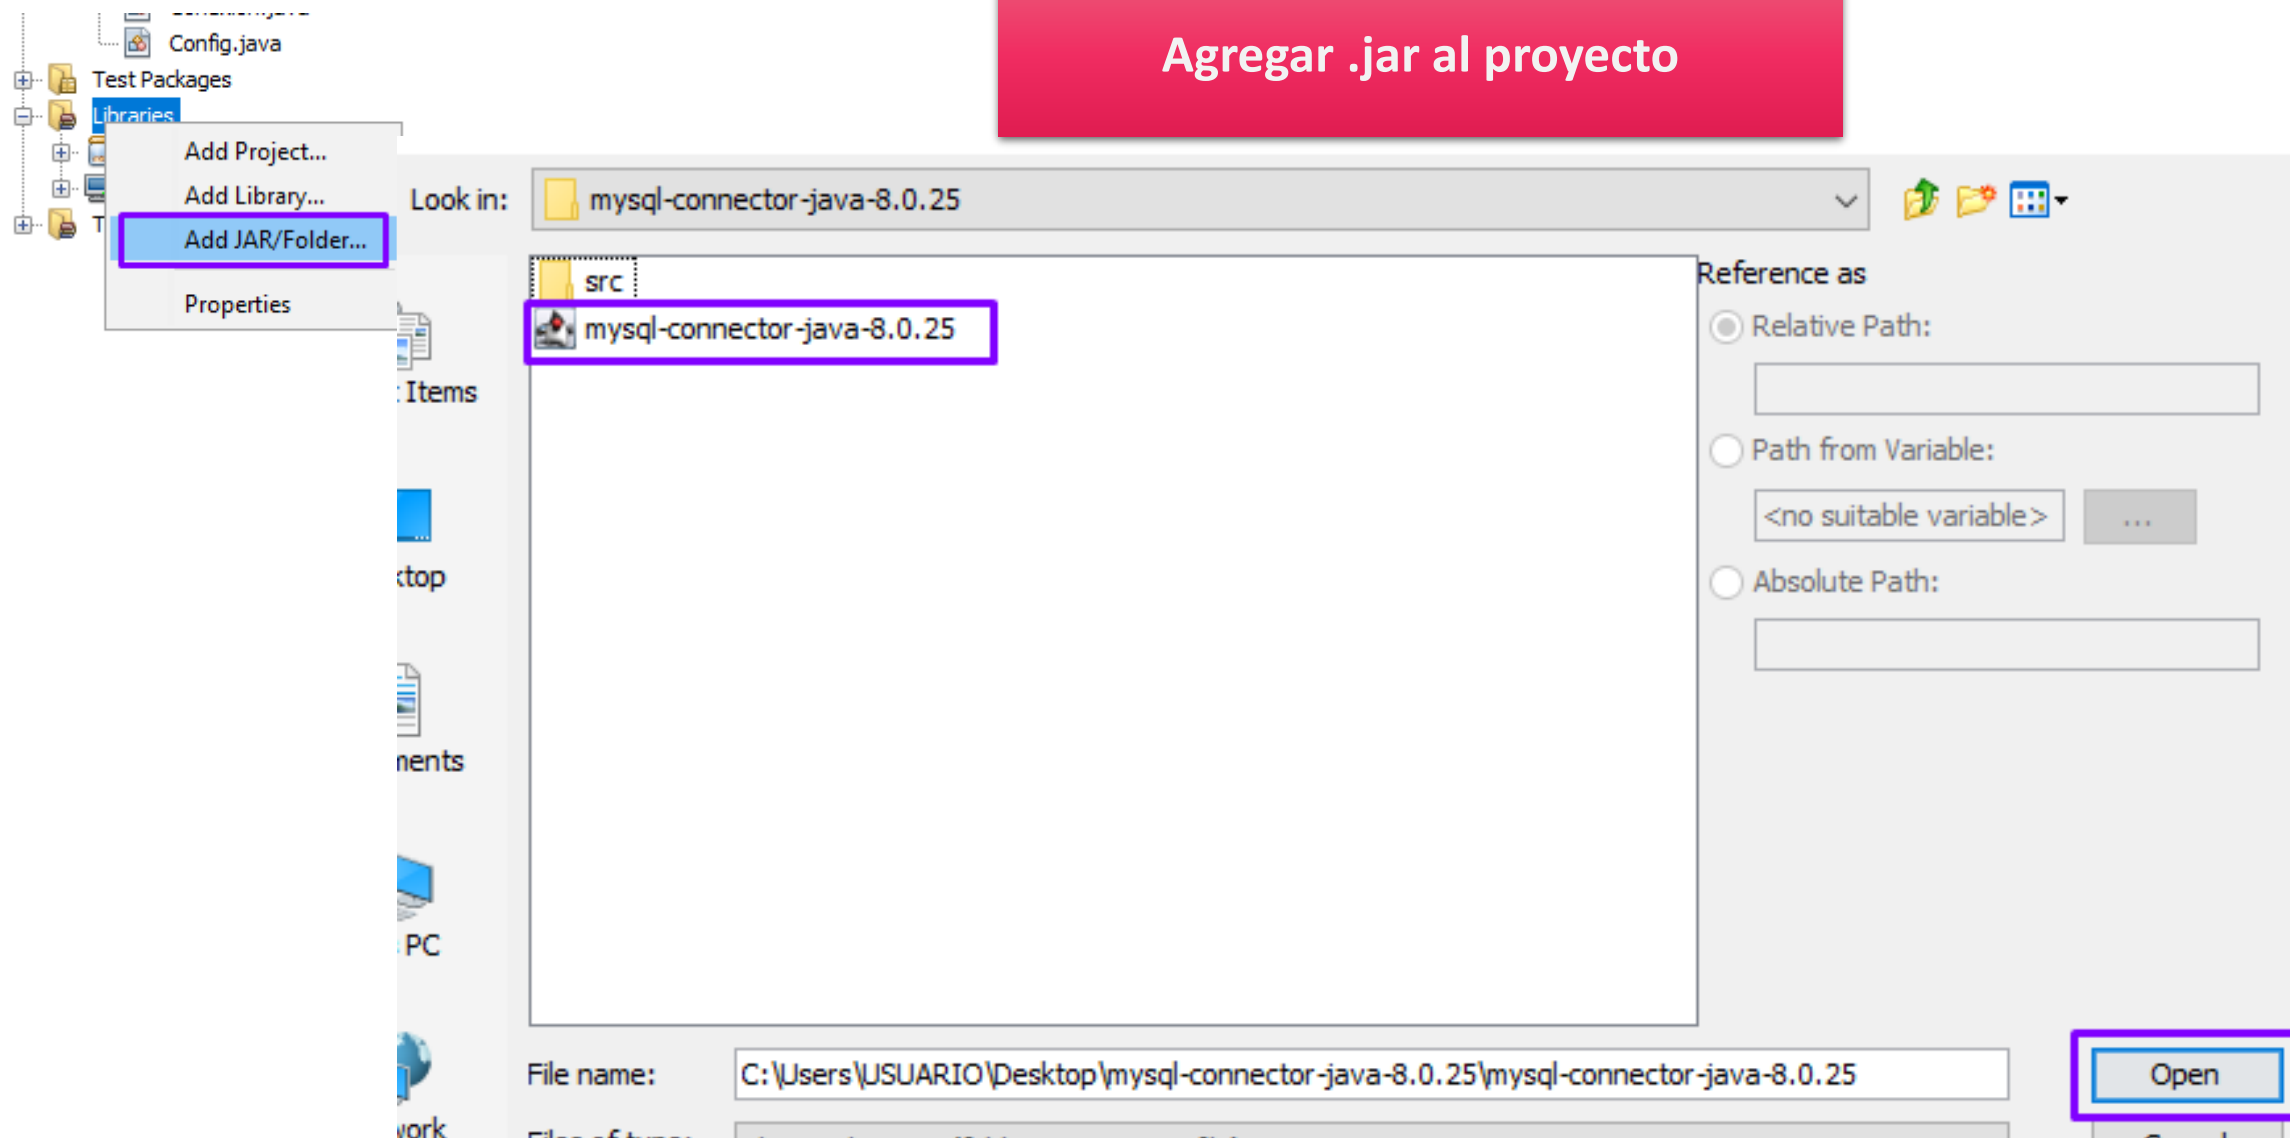 Agregar .jar al proyecto
Config.java
Test Packages
Libraries
Add Project...
Add Library...
Add JAR/Folder...
Properties
T
Look in:
mysql-connector-java-8.0.25
src
mysql-connector-java-8.0.25
Items
PC
Reference as
Relative Path:
Path from Variable:
<no suitable variable>
...
Absolute Path:
File name:
C:\Users\USUARIO\Desktop\mysql-connector-java-8.0.25\mysql-connector-java-8.0.25
Open